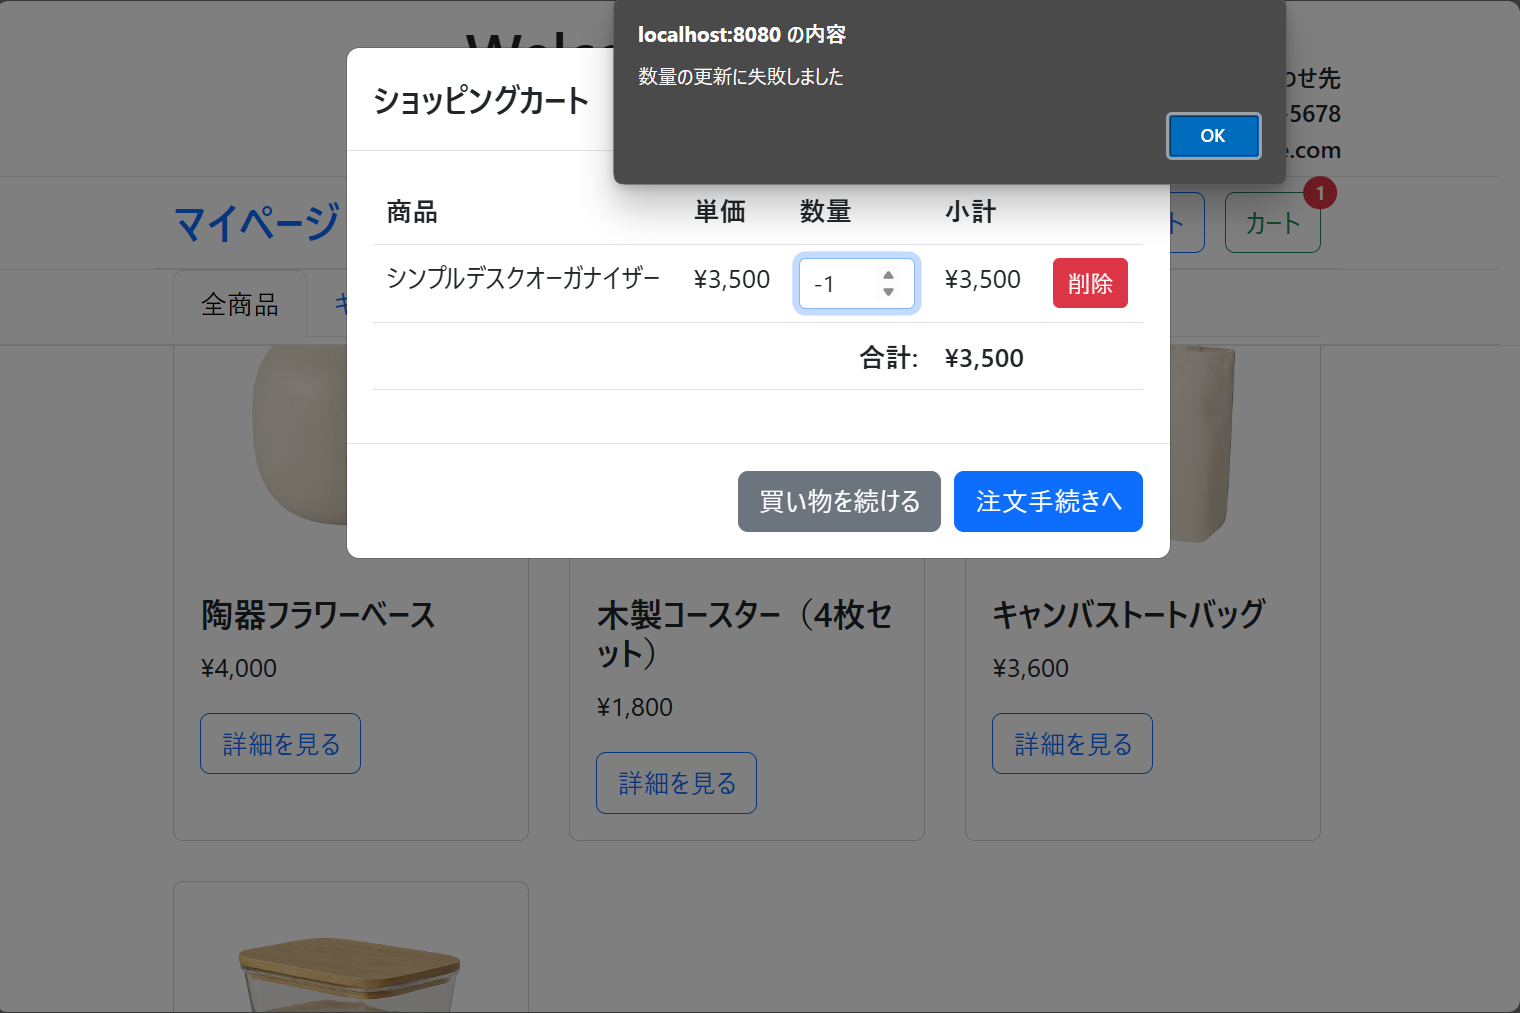 Welc
localhost:8080 の内容
数量の更新に失敗しました
OK
わせ先
-5678
e.com
ショッピングカート
マイページ
ト
カート
1
全商品
キ
商品 単価 数量 小計
シンプルデスクオーガナイザー ¥3,500 -1 ¥3,500 削除
合計: ¥3,500
買い物を続ける 注文手続きへ
陶器フラワーベース
¥4,000
詳細を見る
木製コースター（4枚セ
ット）
¥1,800
詳細を見る
キャンバストートバッグ
¥3,600
詳細を見る